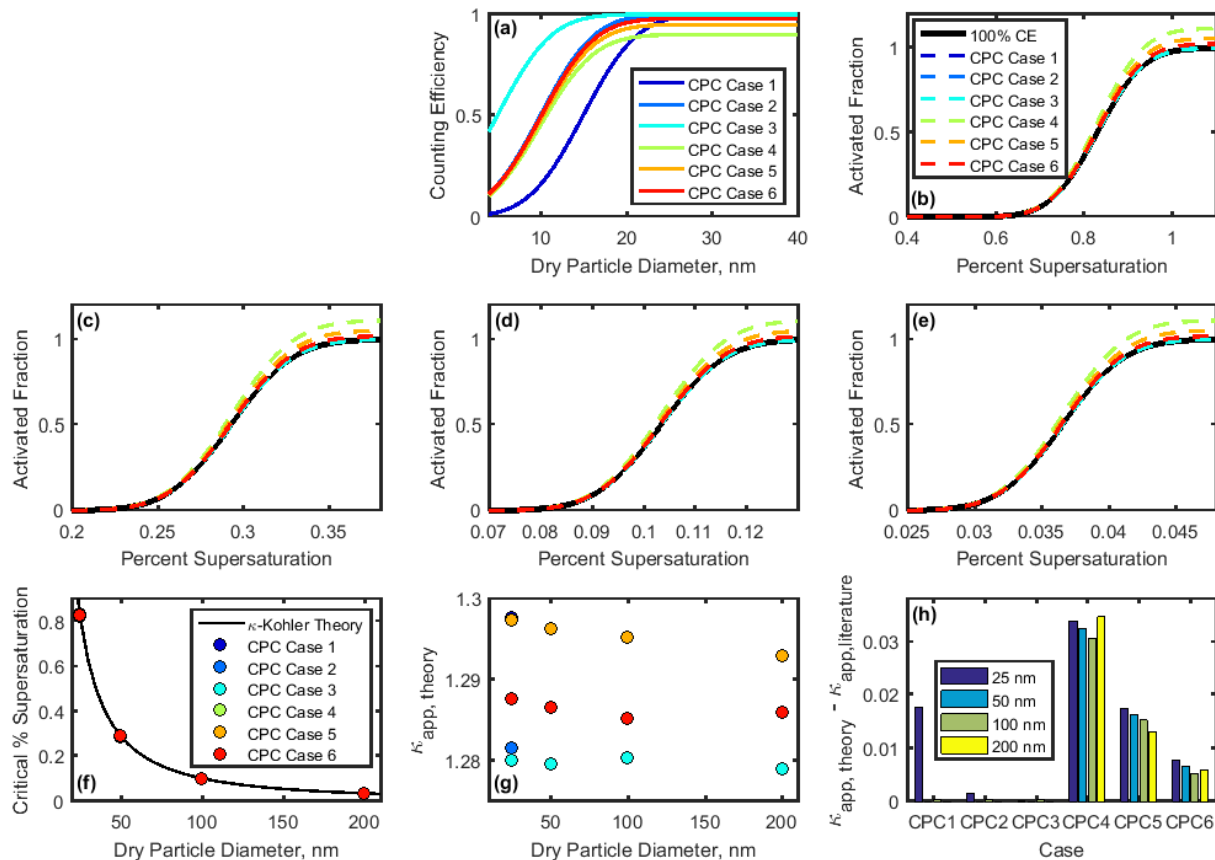 (a)
Counting Efficiency
1
0.5
0
10
20
30
40
Dry Particle Diameter, nm
CPC Case 1
CPC Case 2
CPC Case 3
CPC Case 4
CPC Case 5
CPC Case 6
(b)
Activated Fraction
1
0.5
0
0.4
0.6
0.8
1
Percent Supersaturation
100% CE
CPC Case 1
CPC Case 2
CPC Case 3
CPC Case 4
CPC Case 5
CPC Case 6
(c)
Activated Fraction
1
0.5
0
0.2
0.25
0.3
0.35
Percent Supersaturation
(d)
Activated Fraction
1
0.5
0
0.07
0.08
0.09
0.1
0.11
0.12
Percent Supersaturation
(e)
Activated Fraction
1
0.5
0
0.025
0.03
0.035
0.04
0.045
Percent Supersaturation
(f)
Critical % Supersaturation
0.8
0.6
0.4
0.2
0
50
100
150
200
Dry Particle Diameter, nm
κ-Kohler Theory
CPC Case 1
CPC Case 2
CPC Case 3
CPC Case 4
CPC Case 5
CPC Case 6
(g)
κapp, theory
1.3
1.29
1.28
50
100
150
200
Dry Particle Diameter, nm
(h)
κapp, theory - κapp,literature
0.03
0.02
0.01
0
CPC1 CPC2 CPC3 CPC4 CPC5 CPC6
Case
25 nm
50 nm
100 nm
200 nm